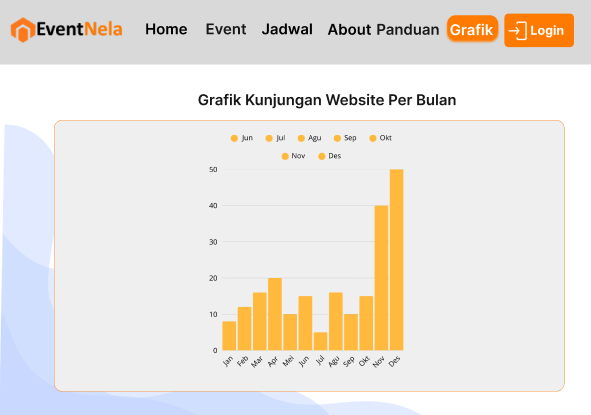 EventNela Home Event Jadwal About Panduan Grafik Login
Grafik Kunjungan Website Per Bulan
Jun Jul Agu Sep Okt
Nov Des
50
40
30
20
10
0
Jan Feb Mar Apr Mei Jun Jul Agu Sep Okt Nov Des